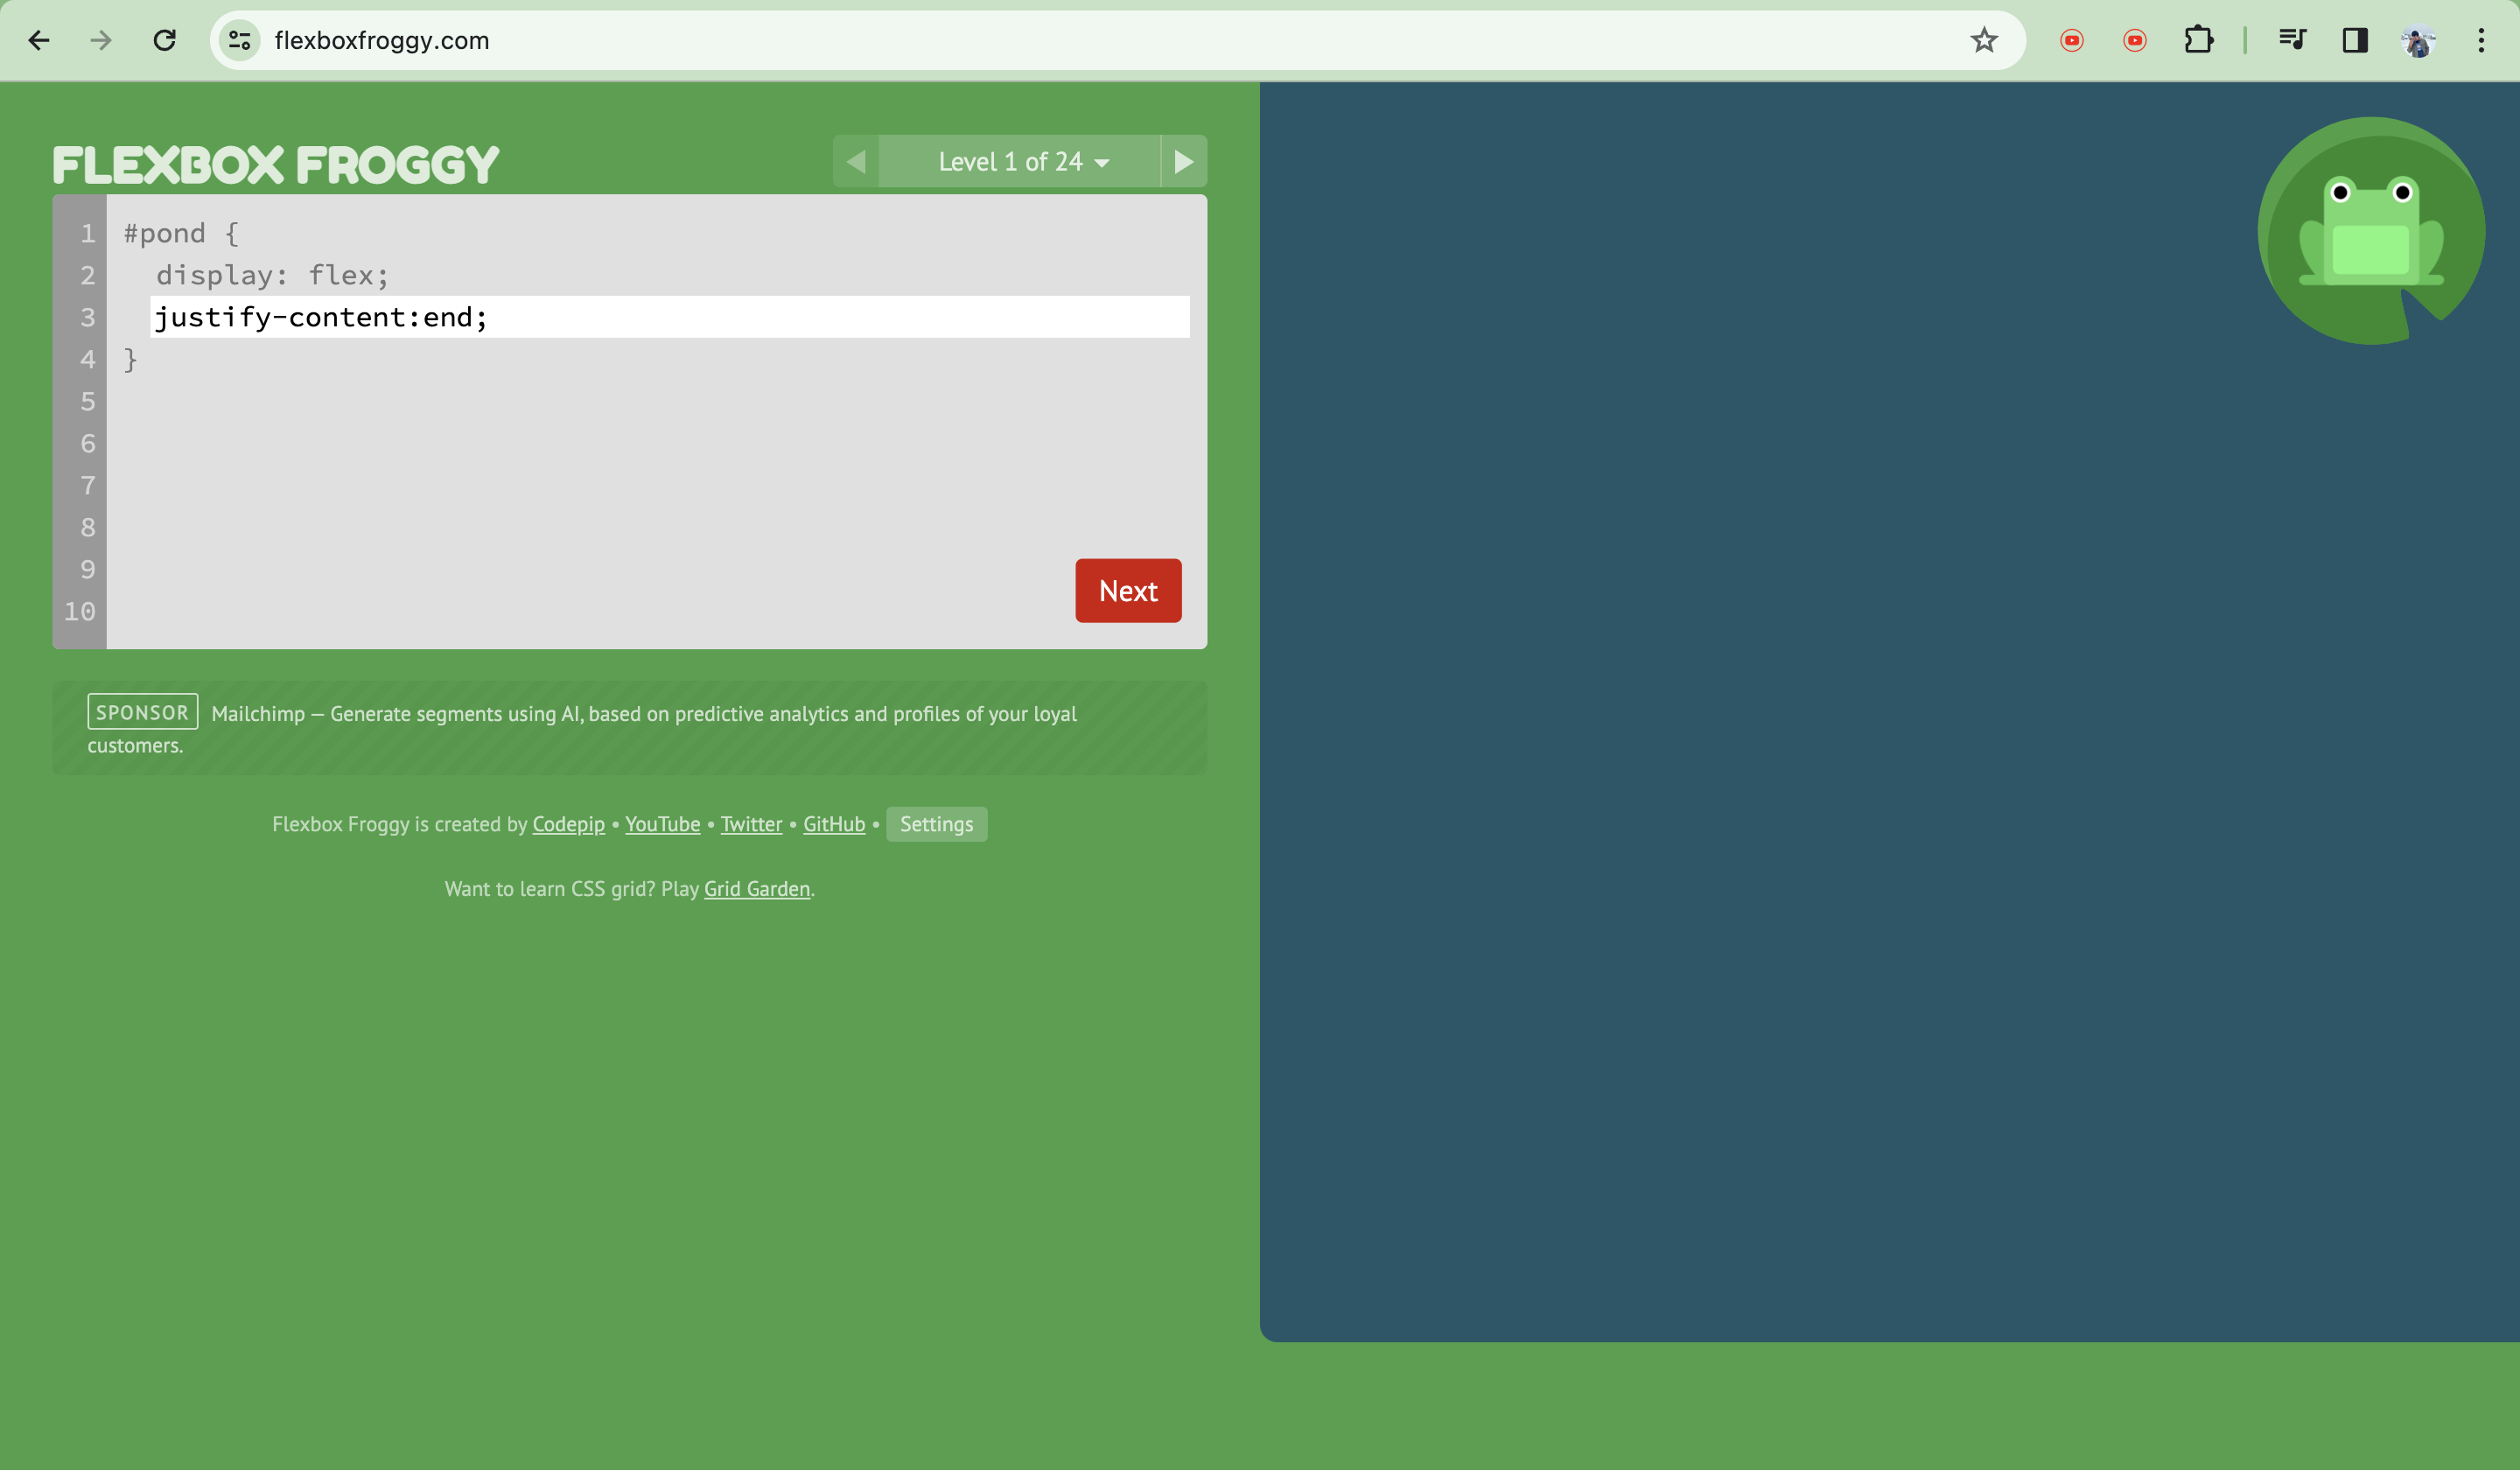 flexboxfroggy.com
FLEXBOX FROGGY
Level 1 of 24
1 #pond {
2 display: flex;
3 justify-content:end;
4 }
5
6
7
8
9
10
Next
SPONSOR Mailchimp — Generate segments using AI, based on predictive analytics and profiles of your loyal
customers.
Flexbox Froggy is created by Codepip • YouTube • Twitter • GitHub • Settings
Want to learn CSS grid? Play Grid Garden.